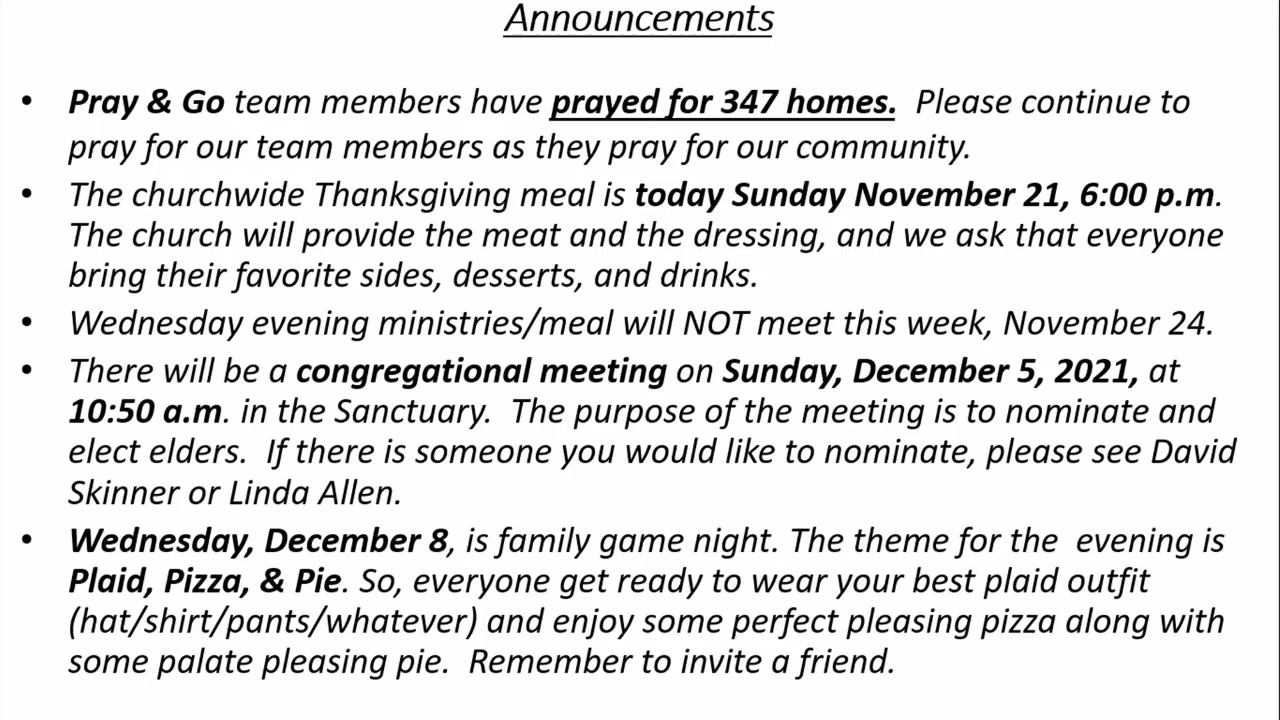 Announcements
• Pray & Go team members have prayed for 347 homes.  Please continue to
pray for our team members as they pray for our community.
• The churchwide Thanksgiving meal is today Sunday November 21, 6:00 p.m.
The church will provide the meat and the dressing, and we ask that everyone
bring their favorite sides, desserts, and drinks.
• Wednesday evening ministries/meal will NOT meet this week, November 24.
• There will be a congregational meeting on Sunday, December 5, 2021, at
10:50 a.m. in the Sanctuary.  The purpose of the meeting is to nominate and
elect elders.  If there is someone you would like to nominate, please see David
Skinner or Linda Allen.
• Wednesday, December 8, is family game night. The theme for the  evening is
Plaid, Pizza, & Pie. So, everyone get ready to wear your best plaid outfit
(hat/shirt/pants/whatever) and enjoy some perfect pleasing pizza along with
some palate pleasing pie.  Remember to invite a friend.